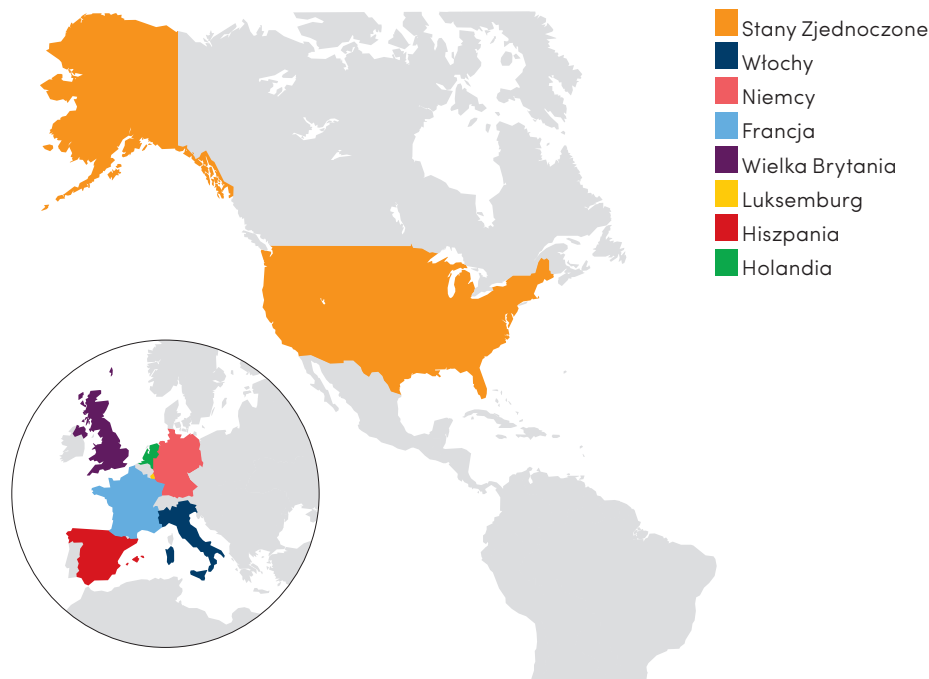 Stany Zjednoczone
Włochy
Niemcy
Francja
Wielka Brytania
Luksemburg
Hiszpania
Holandia